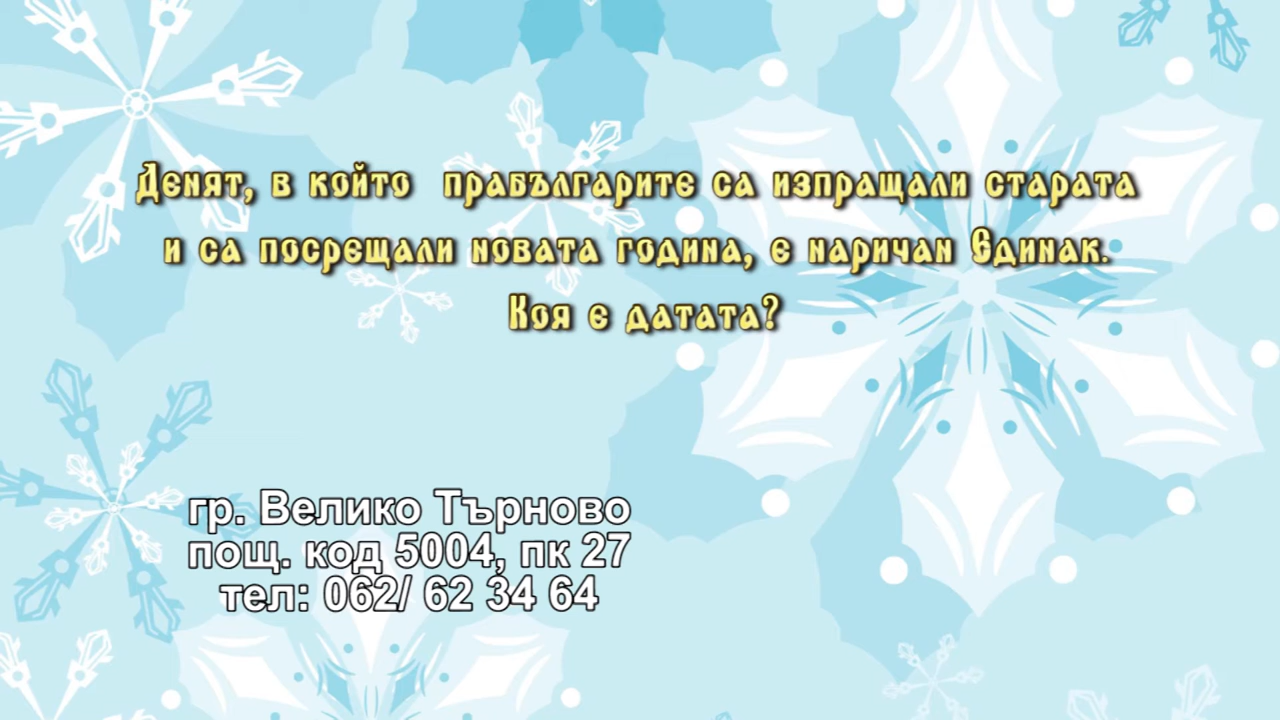 Денят, в който прабългарите са изпращали старата
и са посрещали новата година, е наричан Единак.
Коя е датата?
гр. Велико Търново
пощ. код 5004, пк 27
тел: 062/ 62 34 64